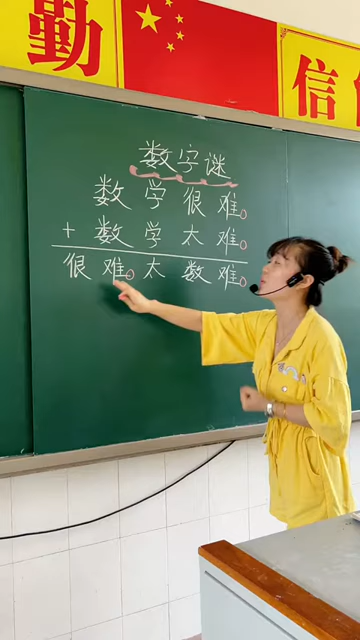 勤 信
数字谜
数学很难
+ 数学太难
很难太数难